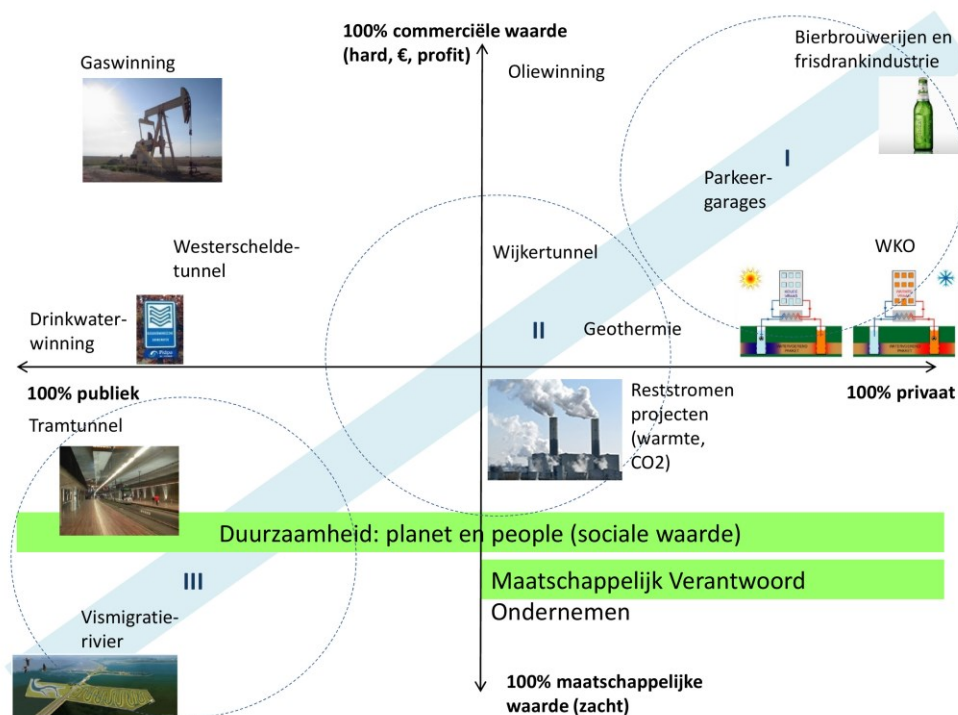 100% commerciële waarde
(hard, €, profit)
Bierbrouwerijen en
frisdrankindustrie
Gaswinning
Oliewinning
I
Parkeer-
garages
Westerschelde-
tunnel
Wijkertunnel
WKO
Drinkwater-
winning
II
Geothermie
100% publiek
100% privaat
Tramtunnel
Reststromen
projecten
(warmte,
CO2)
Duurzaamheid: planet en people (sociale waarde)
III
Maatschappelijk Verantwoord
Ondernemen
Vismigratie-
rivier
100% maatschappelijke
waarde (zacht)